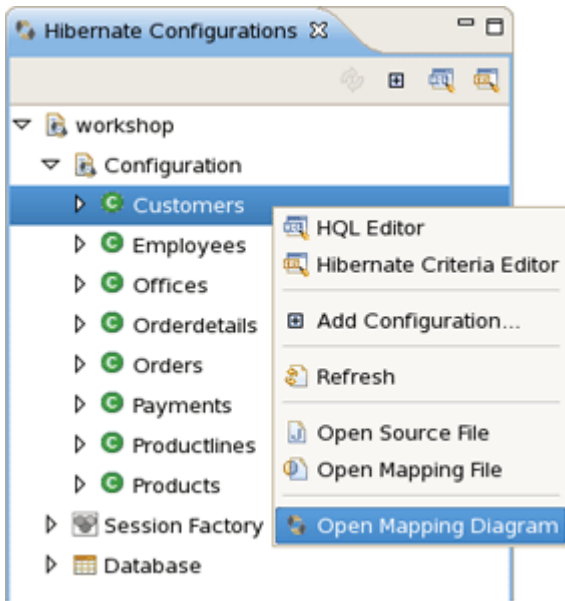 Hibernate Configurations
workshop
Configuration
Customers
Employees
Offices
Orderdetails
Orders
Payments
Productlines
Products
Session Factory
Database
HQL Editor
Hibernate Criteria Editor
Add Configuration...
Refresh
Open Source File
Open Mapping File
Open Mapping Diagram